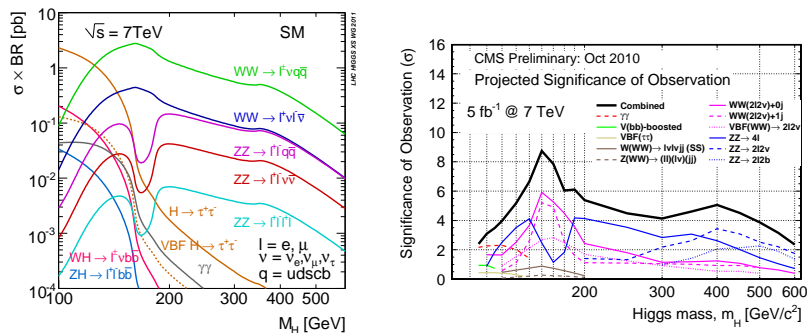 √s = 7TeV
SM
LHC HIGGS XS WG 2011
σ × BR [pb]
10
1
10⁻¹
10⁻²
10⁻³
10⁻⁴
WW → l±νqq̄
WW → l⁺νl⁻ν̄
ZZ → l⁺l⁻qq̄
ZZ → l⁺l⁻νν̄
H → τ⁺τ⁻
ZZ → l⁺l⁻l⁺l⁻
VBF H → τ⁺τ⁻
WH → l±νbb̄
ZH → l⁺l⁻bb̄
γγ
l = e, μ
ν = νe,νμ,ντ
q = udscb
100 200 300 400 500
M_H [GeV]
Significance of Observation (σ)
16
14
12
10
8
6
4
2
0
CMS Preliminary: Oct 2010
Projected Significance of Observation
5 fb⁻¹ @ 7 TeV
Combined
γγ
V(bb)-boosted
VBF(ττ)
W(WW)→ lνlνjj (SS)
Z(WW)→ (ll)(lν)(jj)
WW(2l2ν)+0j
WW(2l2ν)+1j
VBF(WW)→ 2l2ν
ZZ→ 4l
ZZ→ 2l2ν
ZZ→ 2l2b
100 200 300 400 500 600
Higgs mass, m_H [GeV/c²]